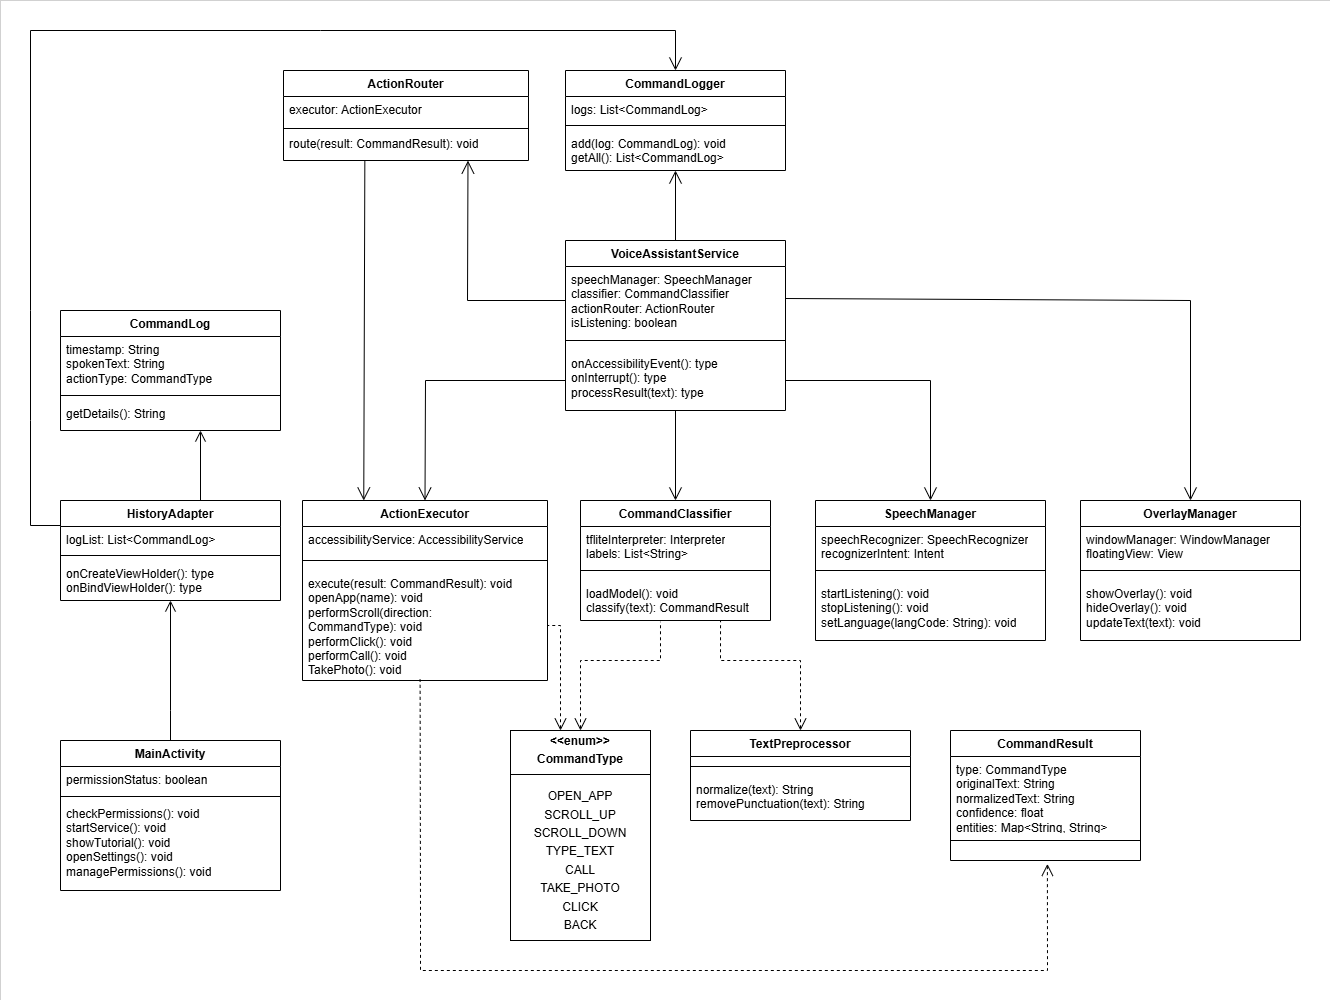 ActionRouter
executor: ActionExecutor
route(result: CommandResult): void
CommandLogger
logs: List<CommandLog>
add(log: CommandLog): void
getAll(): List<CommandLog>
VoiceAssistantService
speechManager: SpeechManager
classifier: CommandClassifier
actionRouter: ActionRouter
isListening: boolean
onAccessibilityEvent(): type
onInterrupt(): type
processResult(text): type
CommandLog
timestamp: String
spokenText: String
actionType: CommandType
getDetails(): String
HistoryAdapter
logList: List<CommandLog>
onCreateViewHolder(): type
onBindViewHolder(): type
ActionExecutor
accessibilityService: AccessibilityService
execute(result: CommandResult): void
openApp(name): void
performScroll(direction:
CommandType): void
performClick(): void
performCall(): void
TakePhoto(): void
CommandClassifier
tfliteInterpreter: Interpreter
labels: List<String>
loadModel(): void
classify(text): CommandResult
SpeechManager
speechRecognizer: SpeechRecognizer
recognizerIntent: Intent
startListening(): void
stopListening(): void
setLanguage(langCode: String): void
OverlayManager
windowManager: WindowManager
floatingView: View
showOverlay(): void
hideOverlay(): void
updateText(text): void
MainActivity
permissionStatus: boolean
checkPermissions(): void
startService(): void
showTutorial(): void
openSettings(): void
managePermissions(): void
<<enum>>
CommandType
OPEN_APP
SCROLL_UP
SCROLL_DOWN
TYPE_TEXT
CALL
TAKE_PHOTO
CLICK
BACK
TextPreprocessor
normalize(text): String
removePunctuation(text): String
CommandResult
type: CommandType
originalText: String
normalizedText: String
confidence: float
entities: Map<String, String>